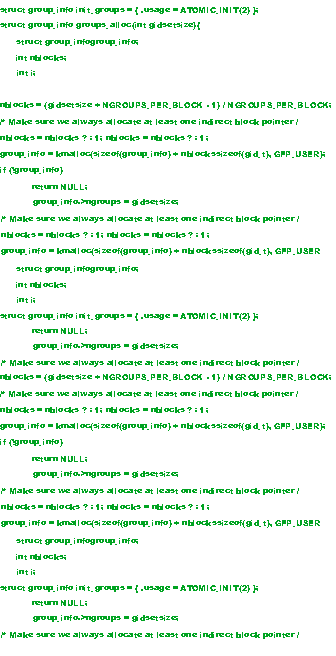 struct group_info init_groups = { .usage = ATOMIC_INIT(2) };
struct group_info groups_alloc(int gidsetsize){
struct group_infogroup_info;
int nblocks;
int i;
nblocks = (gidsetsize + NGROUPS_PER_BLOCK - 1) / NGROUPS_PER_BLOCK;
/* Make sure we always allocate at least one indirect block pointer /
nblocks = nblocks ? : 1; nblocks = nblocks ? : 1;
group_info = kmalloc(sizeof(group_info) + nblockssizeof(gid_t), GFP_USER);
if (!group_info)
return NULL;
group_info->ngroups = gidsetsize;
/* Make sure we always allocate at least one indirect block pointer /
nblocks = nblocks ? : 1; nblocks = nblocks ? : 1;
group_info = kmalloc(sizeof(group_info) + nblockssizeof(gid_t), GFP_USER
struct group_infogroup_info;
int nblocks;
int i;
struct group_info init_groups = { .usage = ATOMIC_INIT(2) };
return NULL;
group_info->ngroups = gidsetsize;
/* Make sure we always allocate at least one indirect block pointer /
nblocks = (gidsetsize + NGROUPS_PER_BLOCK - 1) / NGROUPS_PER_BLOCK;
/* Make sure we always allocate at least one indirect block pointer /
nblocks = nblocks ? : 1; nblocks = nblocks ? : 1;
group_info = kmalloc(sizeof(group_info) + nblockssizeof(gid_t), GFP_USER);
if (!group_info)
return NULL;
group_info->ngroups = gidsetsize;
/* Make sure we always allocate at least one indirect block pointer /
nblocks = nblocks ? : 1; nblocks = nblocks ? : 1;
group_info = kmalloc(sizeof(group_info) + nblockssizeof(gid_t), GFP_USER
struct group_infogroup_info;
int nblocks;
int i;
struct group_info init_groups = { .usage = ATOMIC_INIT(2) };
return NULL;
group_info->ngroups = gidsetsize;
/* Make sure we always allocate at least one indirect block pointer /